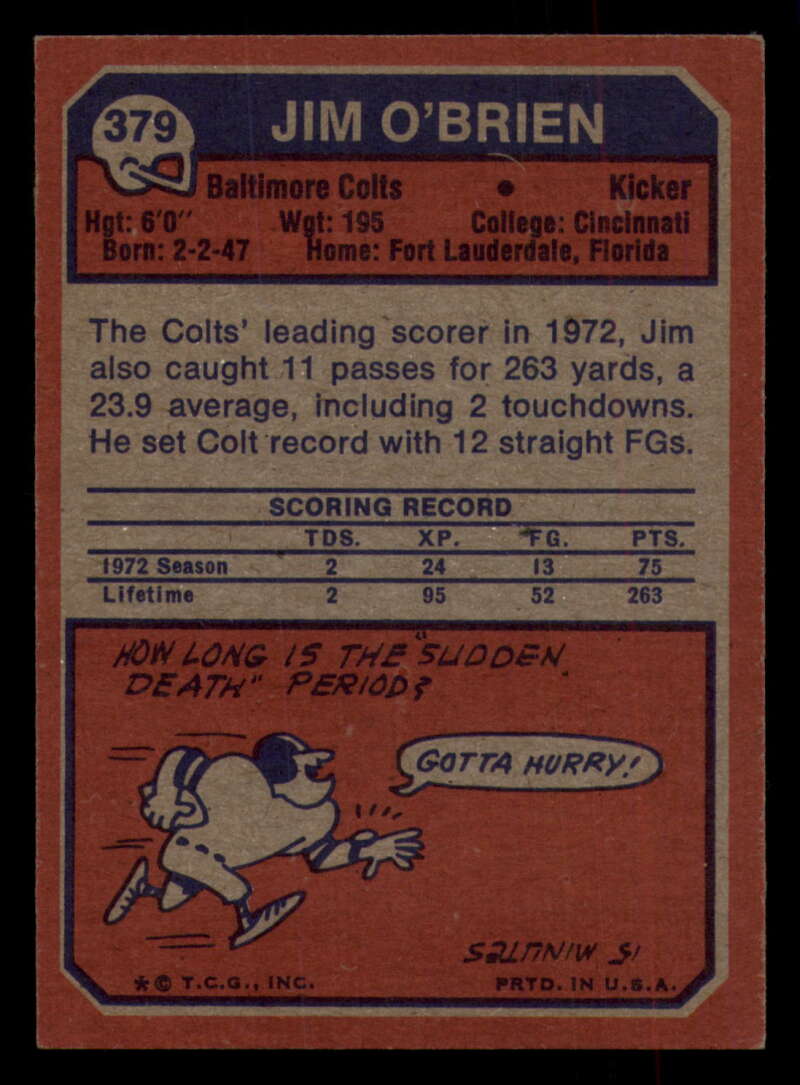 379
JIM O'BRIEN
Baltimore Colts • Kicker
Hgt: 6'0" Wgt: 195 College: Cincinnati
Born: 2-2-47 Home: Fort Lauderdale, Florida
The Colts' leading scorer in 1972, Jim
also caught 11 passes for 263 yards, a
23.9 average, including 2 touchdowns.
He set Colt record with 12 straight FGs.
SCORING RECORD
TDS. XP. FG. PTS.
1972 Season 2 24 13 75
Lifetime 2 95 52 263
HOW LONG IS THE "SUDDEN
DEATH" PERIOD?
GOTTA HURRY!
15 MINUTES
*© T.C.G., INC. PRTD. IN U.S.A.